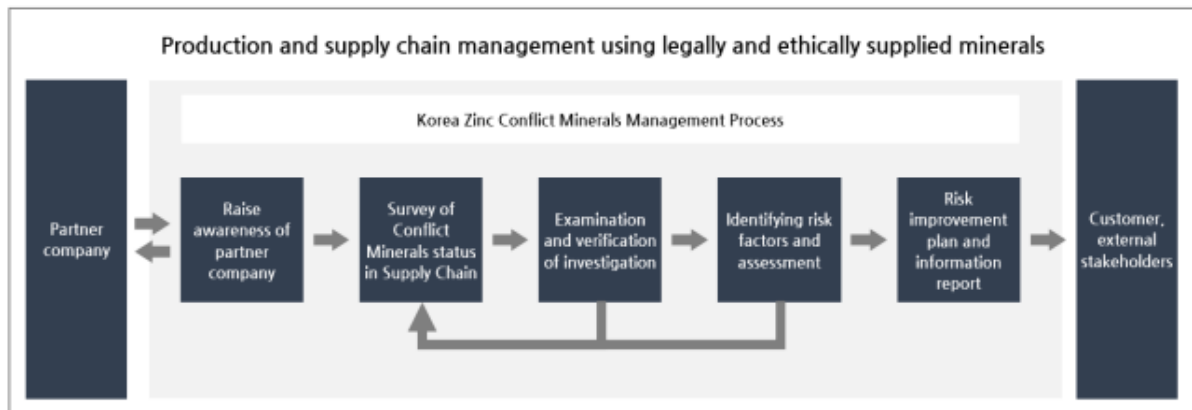 Production and supply chain management using legally and ethically supplied minerals
Korea Zinc Conflict Minerals Management Process
Partner
company
Raise
awareness of
partner
company
Survey of
Conflict
Minerals status
in Supply Chain
Examination
and verification
of investigation
Identifying risk
factors and
assessment
Risk
improvement
plan and
information
report
Customer,
external
stakeholders